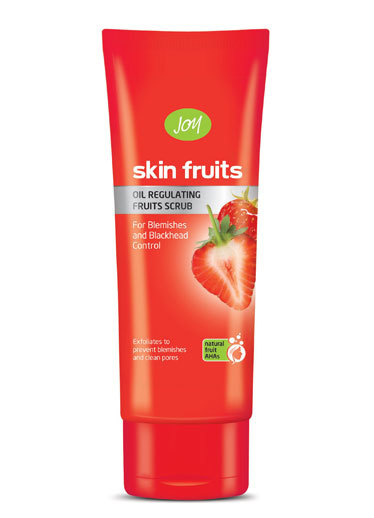 Joy
skin fruits
OIL REGULATING
FRUITS SCRUB
For Blemishes
and Blackhead
Control
Exfoliates to
prevent blemishes
and clean pores
natural
fruit
AHAs